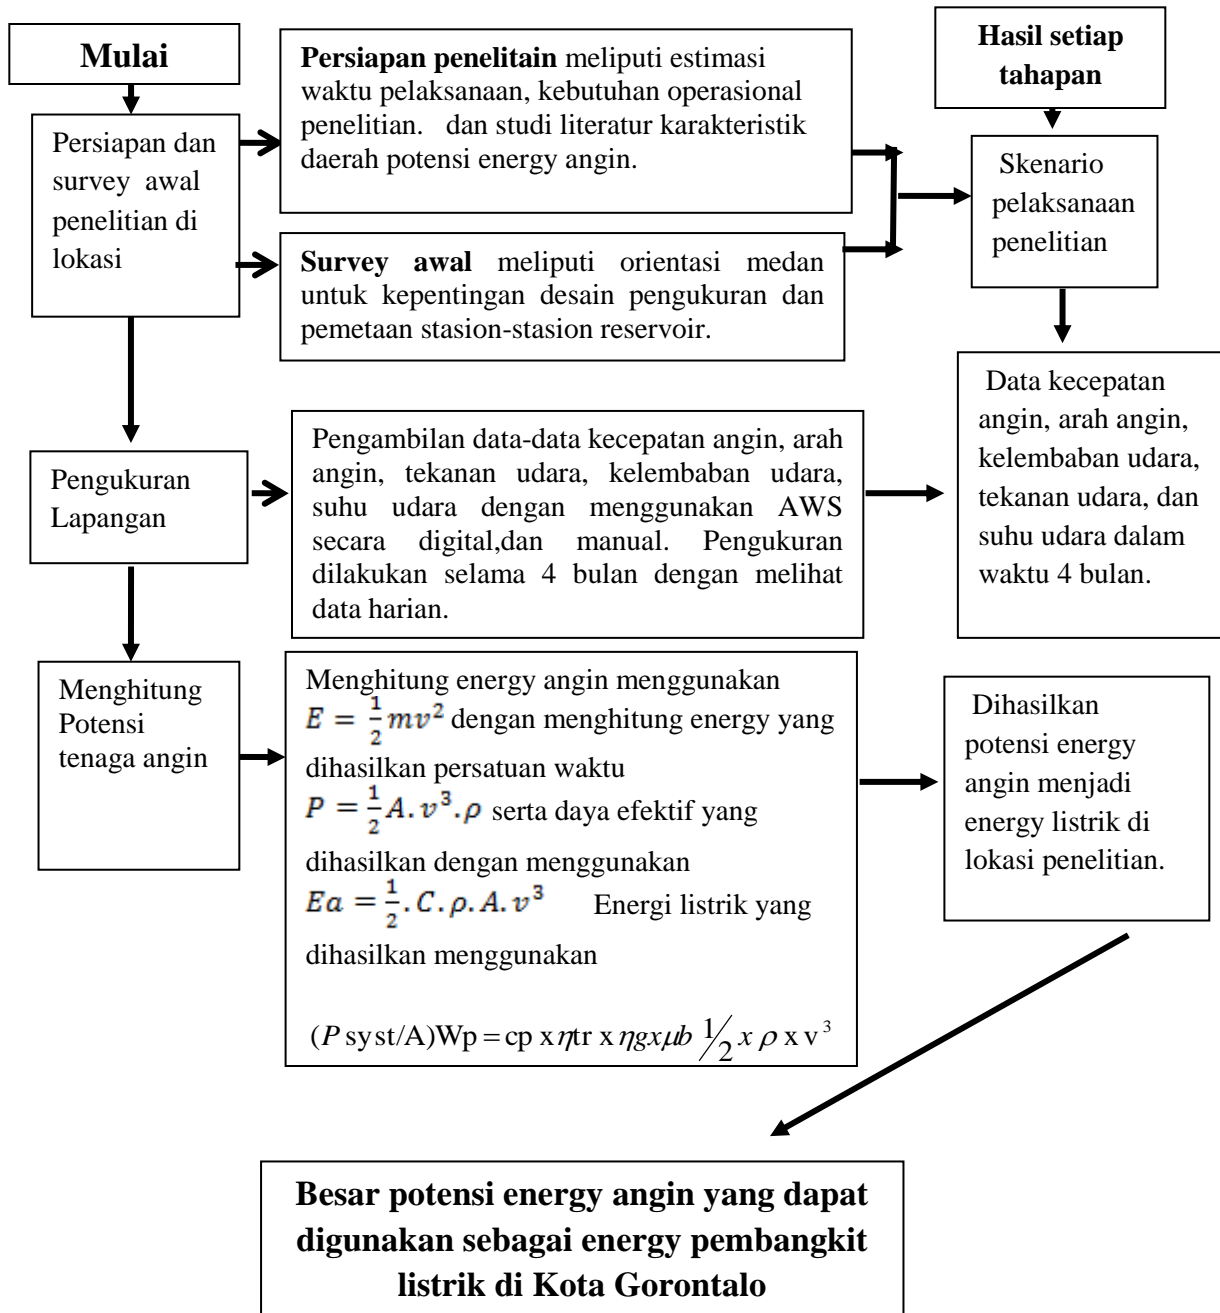 Mulai
Persiapan dan
survey awal
penelitian di
lokasi
Persiapan penelitain meliputi estimasi
waktu pelaksanaan, kebutuhan operasional
penelitian. dan studi literatur karakteristik
daerah potensi energy angin.
Survey awal meliputi orientasi medan
untuk kepentingan desain pengukuran dan
pemetaan stasion-stasion reservoir.
Hasil setiap
tahapan
Skenario
pelaksanaan
penelitian
Pengukuran
Lapangan
Pengambilan data-data kecepatan angin, arah
angin, tekanan udara, kelembaban udara,
suhu udara dengan menggunakan AWS
secara digital,dan manual. Pengukuran
dilakukan selama 4 bulan dengan melihat
data harian.
Data kecepatan
angin, arah angin,
kelembaban udara,
tekanan udara, dan
suhu udara dalam
waktu 4 bulan.
Menghitung
Potensi
tenaga angin
Menghitung energy angin menggunakan
E = 1/2 mv² dengan menghitung energy yang
dihasilkan persatuan waktu
P = 1/2 A.v³.ρ serta daya efektif yang
dihasilkan dengan menggunakan
Ea = 1/2 .C.ρ.A.v³ Energi listrik yang
dihasilkan menggunakan
(P syst/A)Wp = cp x ηtr x ηgxμb 1/2 x ρ x v³
Dihasilkan
potensi energy
angin menjadi
energy listrik di
lokasi penelitian.
Besar potensi energy angin yang dapat
digunakan sebagai energy pembangkit
listrik di Kota Gorontalo